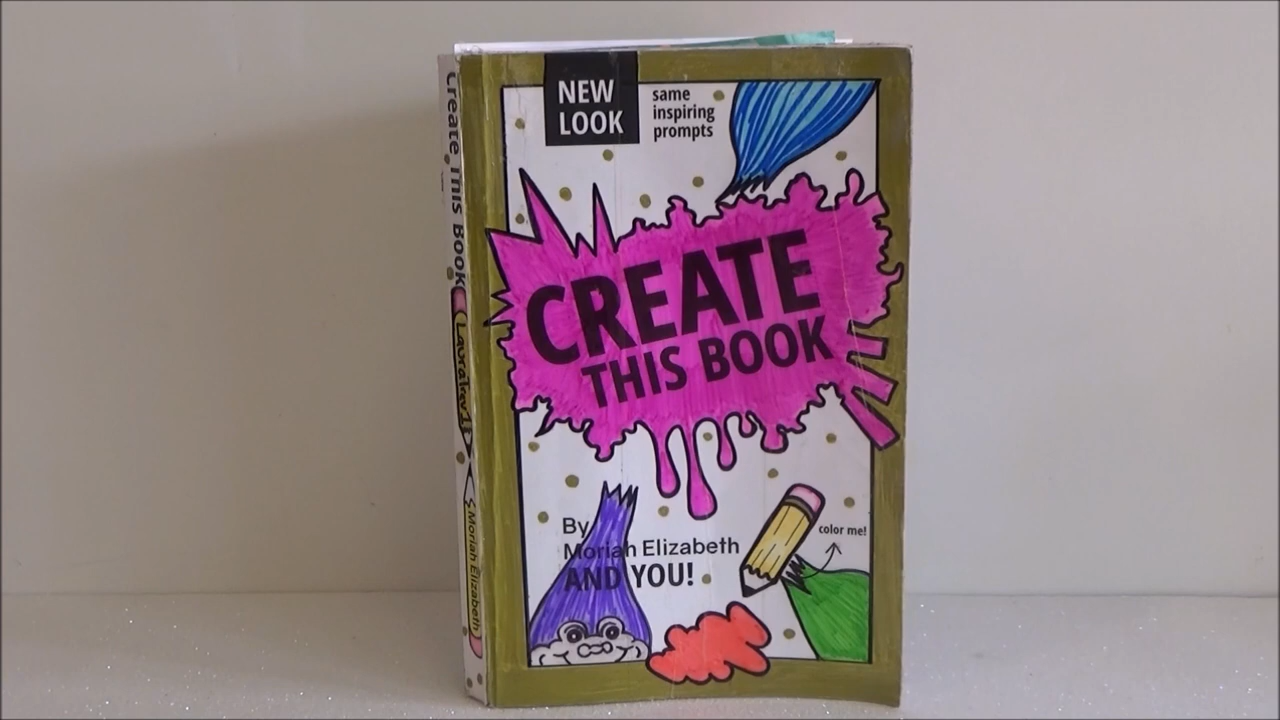 NEW
LOOK
same
inspiring
prompts
CREATE
THIS BOOK
By
Moriah Elizabeth
AND YOU!
color me!
Create This Book
Moriah Elizabeth